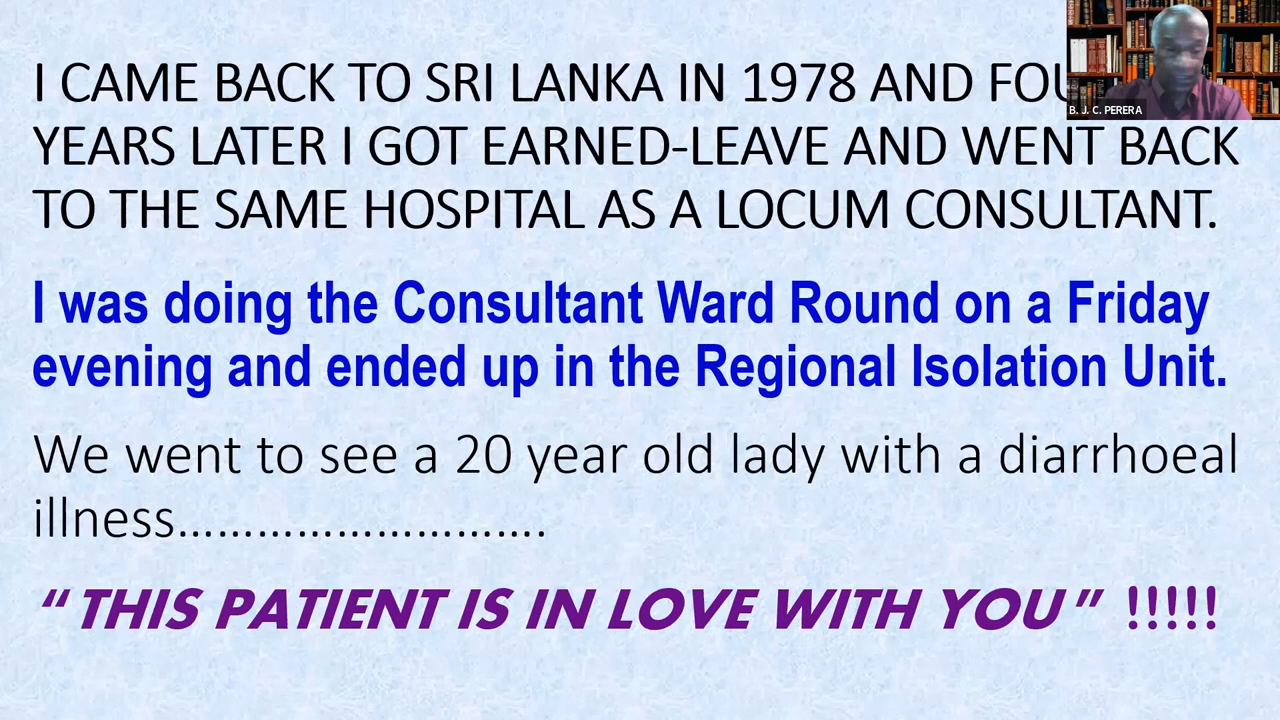 I CAME BACK TO SRI LANKA IN 1978 AND FOU
B. J. C. PERERA
YEARS LATER I GOT EARNED-LEAVE AND WENT BACK
TO THE SAME HOSPITAL AS A LOCUM CONSULTANT.
I was doing the Consultant Ward Round on a Friday
evening and ended up in the Regional Isolation Unit.
We went to see a 20 year old lady with a diarrhoeal
illness……………………….
“THIS PATIENT IS IN LOVE WITH YOU” !!!!!